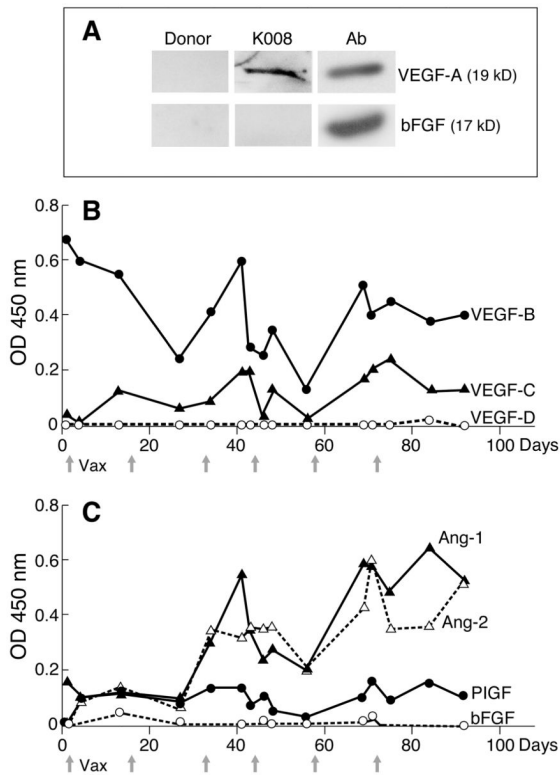 A
Donor K008 Ab
VEGF-A (19 kD)
bFGF (17 kD)
B
0.8
0.6
0.4
0.2
0
OD 450 nm
VEGF-B
VEGF-C
VEGF-D
0 20 40 60 80 100 Days
Vax
C
0.8
0.6
0.4
0.2
0
OD 450 nm
Ang-1
Ang-2
PIGF
bFGF
0 20 40 60 80 100 Days
Vax